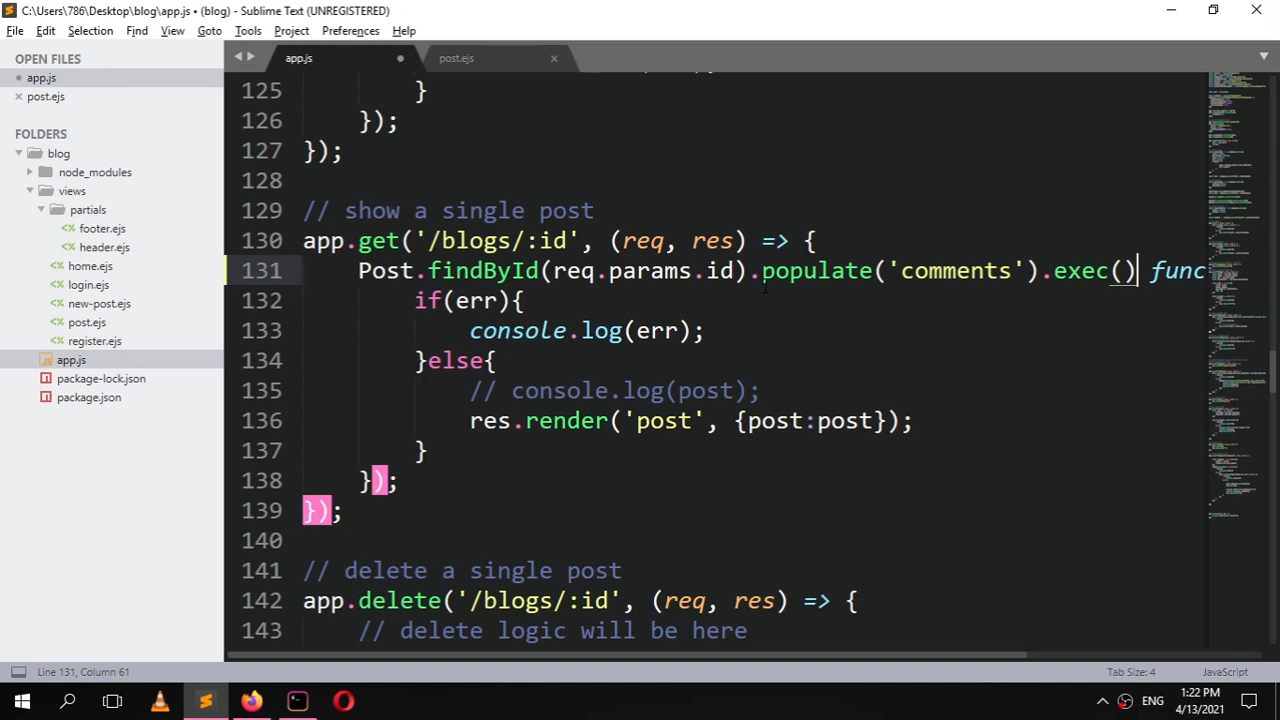 C:\Users\786\Desktop\blog\app.js • (blog) - Sublime Text (UNREGISTERED)
File Edit Selection Find View Goto Tools Project Preferences Help
OPEN FILES
app.js
post.ejs
FOLDERS
blog
node_modules
views
partials
footer.ejs
header.ejs
home.ejs
login.ejs
new-post.ejs
post.ejs
register.ejs
app.js
package-lock.json
package.json
app.js post.ejs
125 }
126 });
127 });
128
129 // show a single post
130 app.get('/blogs/:id', (req, res) => {
131 Post.findById(req.params.id).populate('comments').exec() func
132 if(err){
133 console.log(err);
134 }else{
135 // console.log(post);
136 res.render('post', {post:post});
137 }
138 });
139 });
140
141 // delete a single post
142 app.delete('/blogs/:id', (req, res) => {
143 // delete logic will be here
Line 131, Column 61 Tab Size: 4 JavaScript
ENG
1:22 PM
4/13/2021